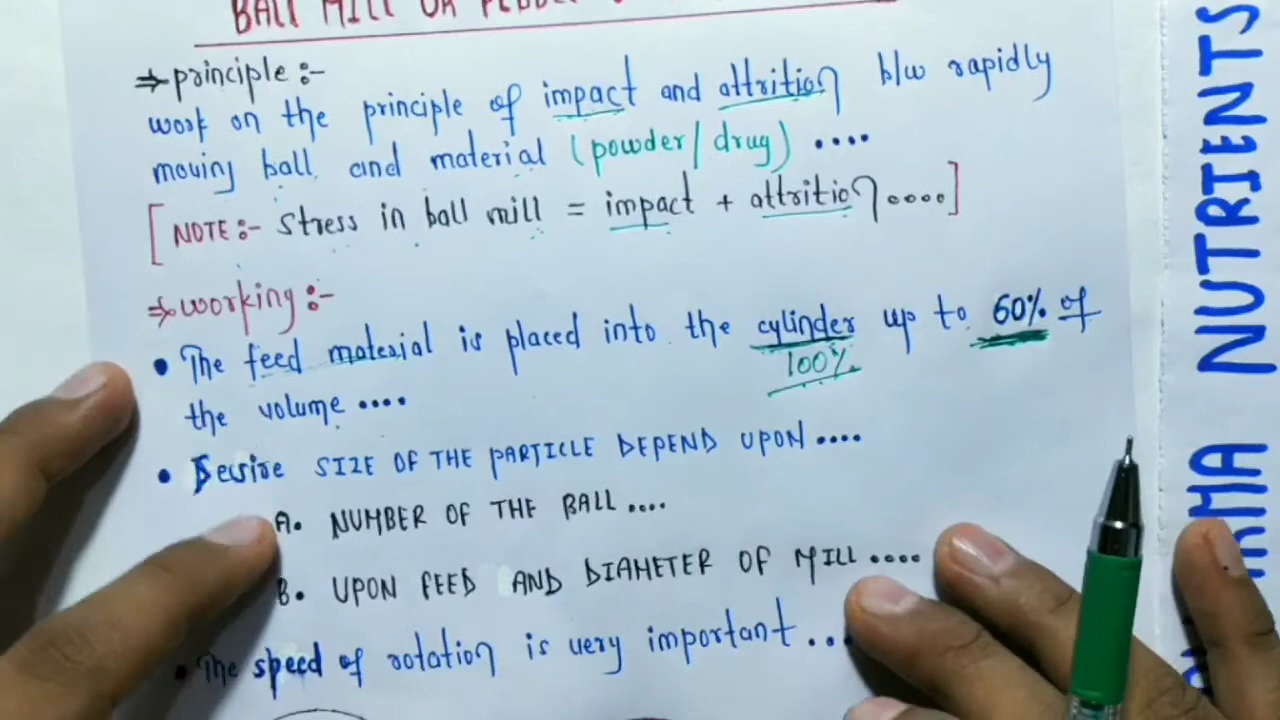 BALL MILL OR
⇒ principle :-
work on the principle of impact and attrition b/w rapidly
moving ball and material (powder/drug) ....
[NOTE:- Stress in ball mill = impact + attrition ....]
⇒ working :-
• The feed material is placed into the cylinder up to 60% of
100%
the volume ....
• Desire SIZE OF THE PARTICLE DEPEND UPON ....
A. NUMBER OF THE BALL ....
B. UPON FEED AND DIAMETER OF MILL ....
• The speed of rotation is very important ...
NUTRIENTS